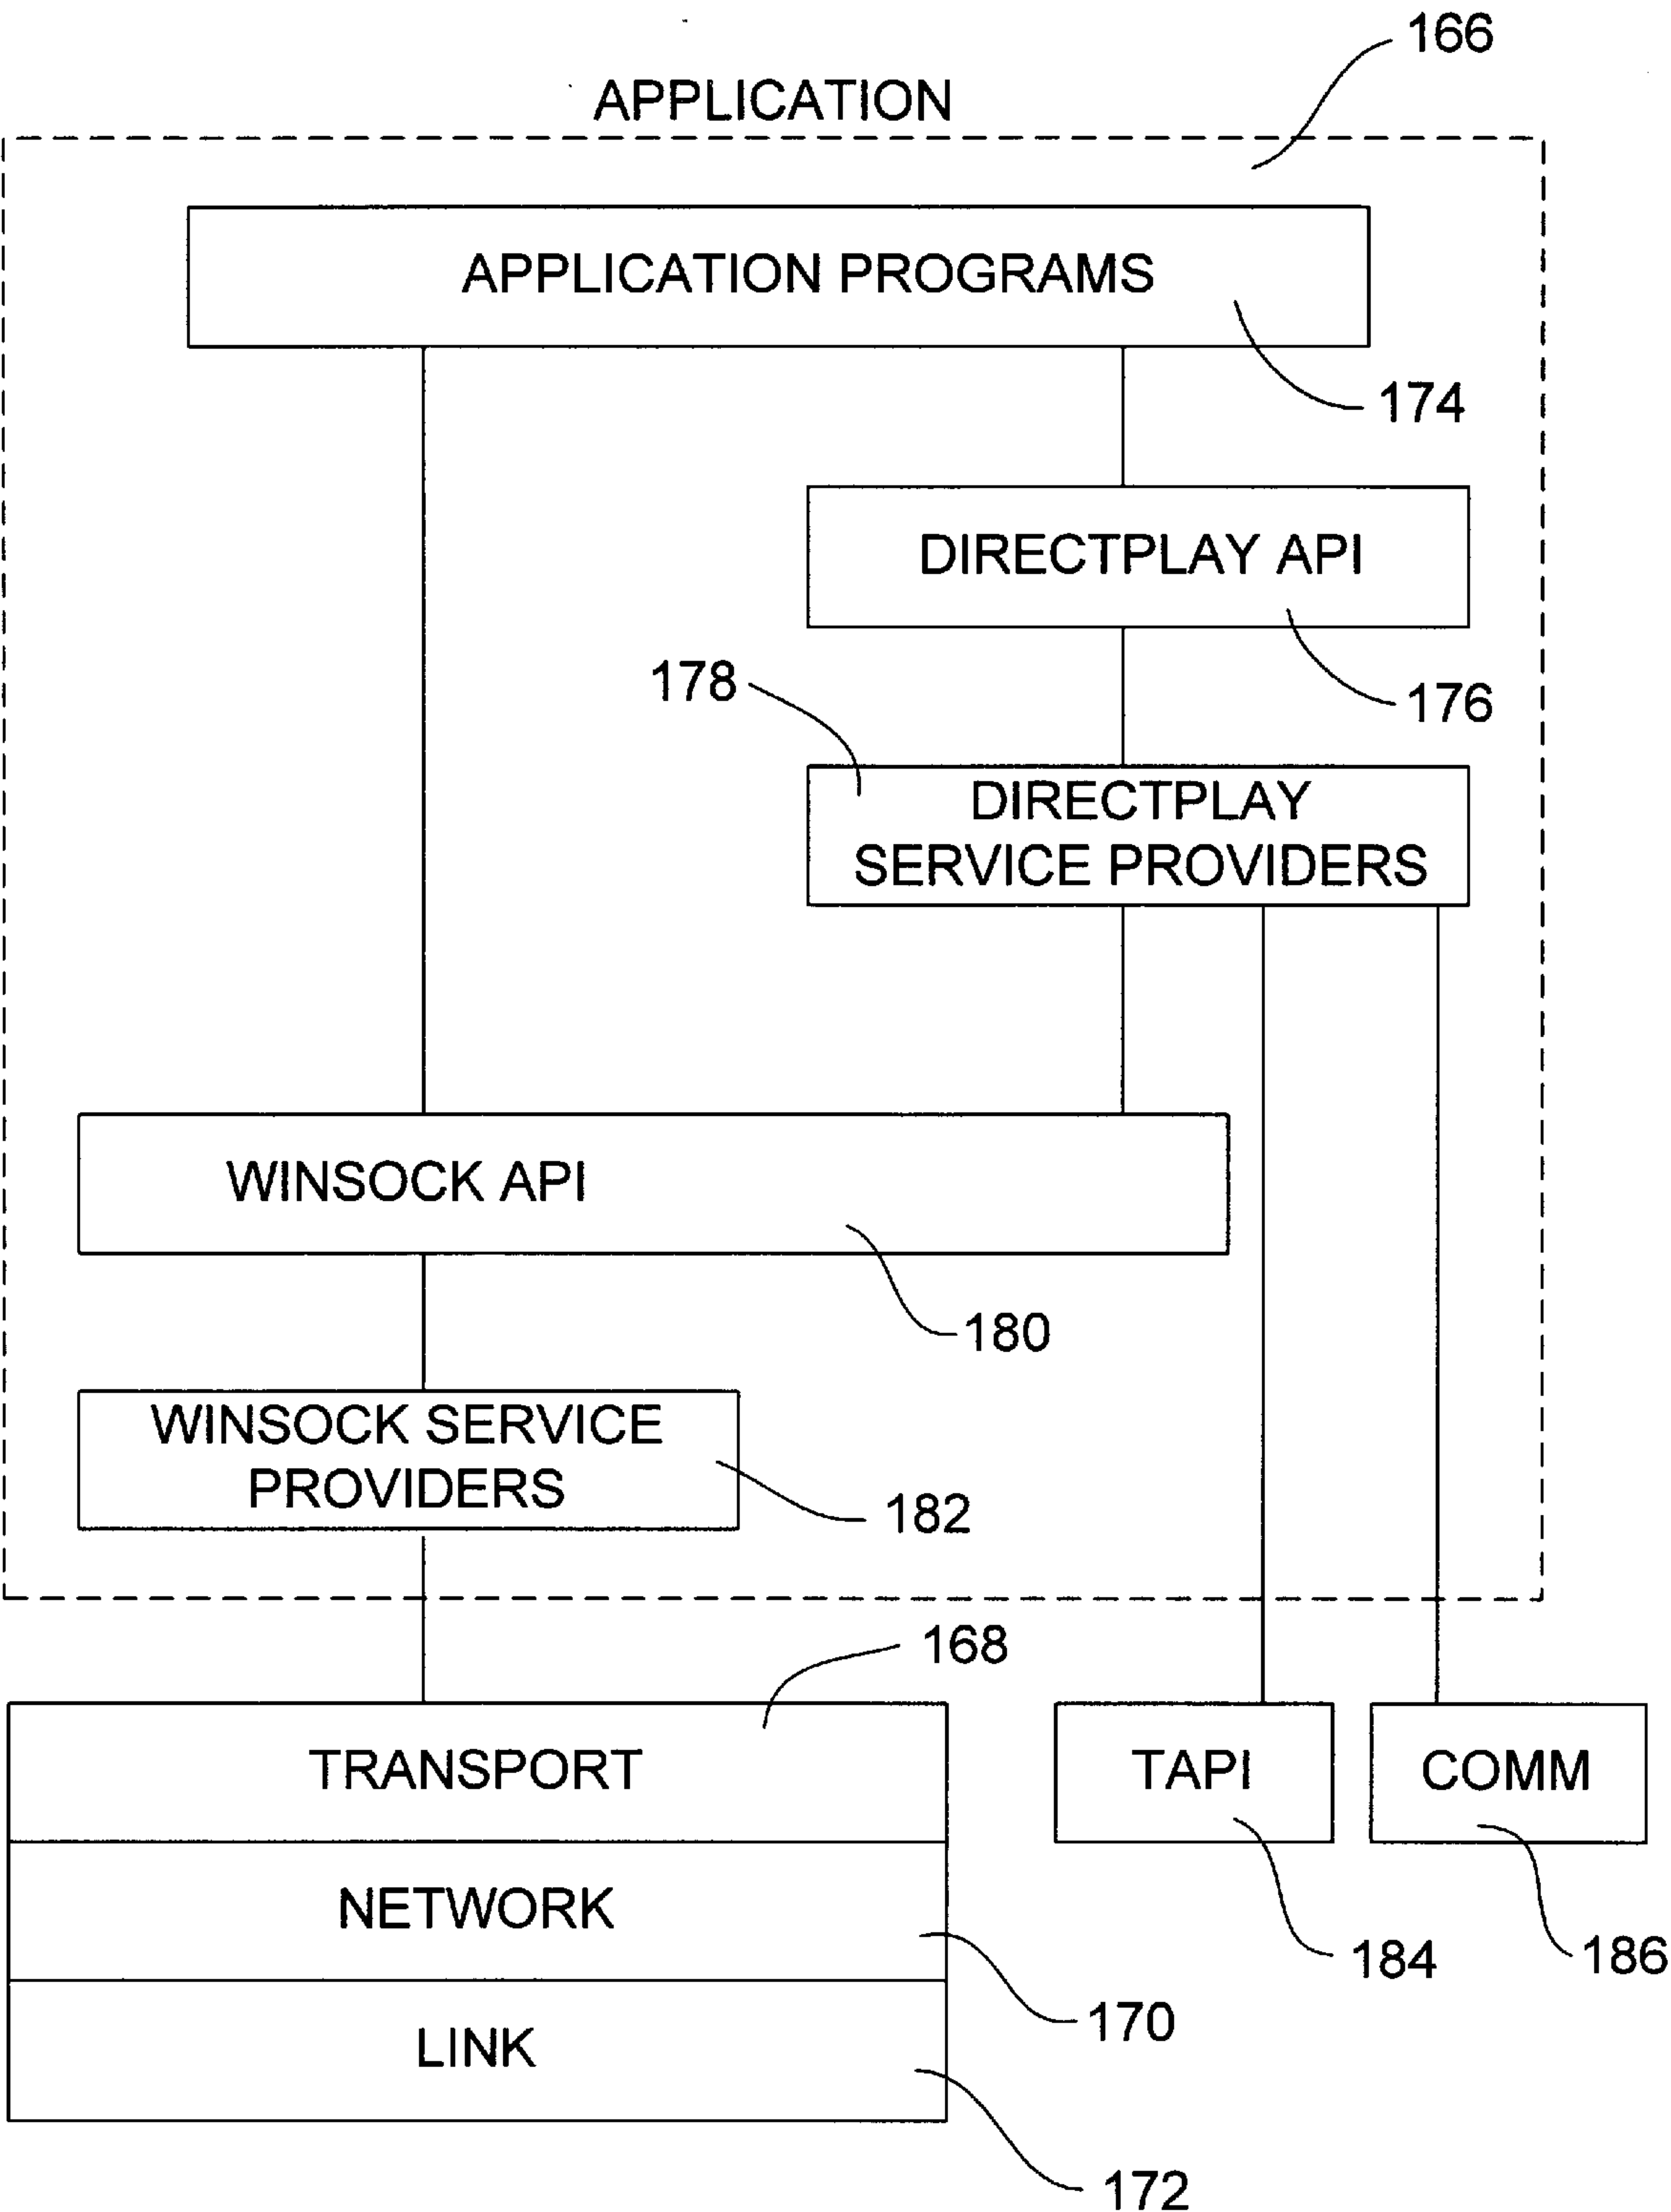 166
APPLICATION
APPLICATION PROGRAMS
174
DIRECTPLAY API
178
176
DIRECTPLAY
SERVICE PROVIDERS
WINSOCK API
180
WINSOCK SERVICE
PROVIDERS
182
168
TRANSPORT
TAPI
COMM
NETWORK
184
186
170
LINK
172